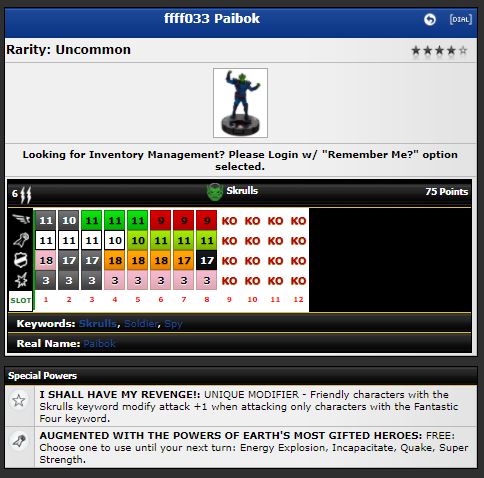 ffff033 Paibok
[DIAL]
Rarity: Uncommon
Looking for Inventory Management? Please Login w/ "Remember Me?" option
selected.
6 Skrulls 75 Points
11 10 11 11 11 9 9 9 KO KO KO KO
11 11 11 10 10 11 11 11 KO KO KO KO
18 17 17 18 18 18 17 17 KO KO KO KO
3 3 3 3 3 3 3 3 KO KO KO KO
SLOT 1 2 3 4 5 6 7 8 9 10 11 12
Keywords: Skrulls, Soldier, Spy
Real Name: Paibok
Special Powers
I SHALL HAVE MY REVENGE!: UNIQUE MODIFIER - Friendly characters with the
Skrulls keyword modify attack +1 when attacking only characters with the Fantastic
Four keyword.
AUGMENTED WITH THE POWERS OF EARTH'S MOST GIFTED HEROES: FREE:
Choose one to use until your next turn: Energy Explosion, Incapacitate, Quake, Super
Strength.